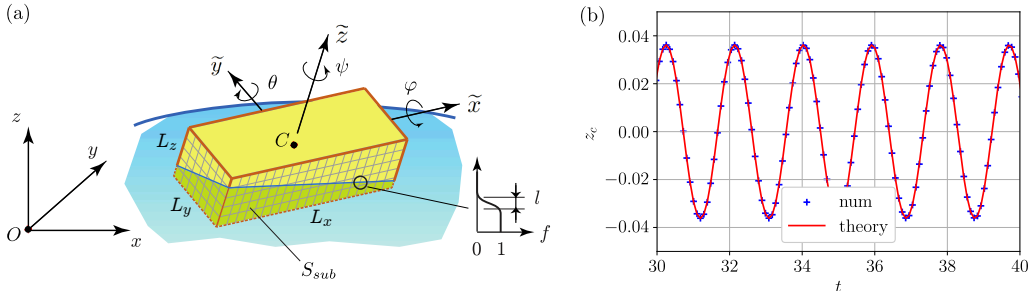 (a)
z̃
ỹ
θ
ψ
φ
x̃
C
z
y
O
x
L_z
L_y
L_x
S_sub
l
0
1
f
(b)
0.04
0.02
0.00
−0.02
−0.04
z_c
num
theory
30
32
34
36
38
40
t